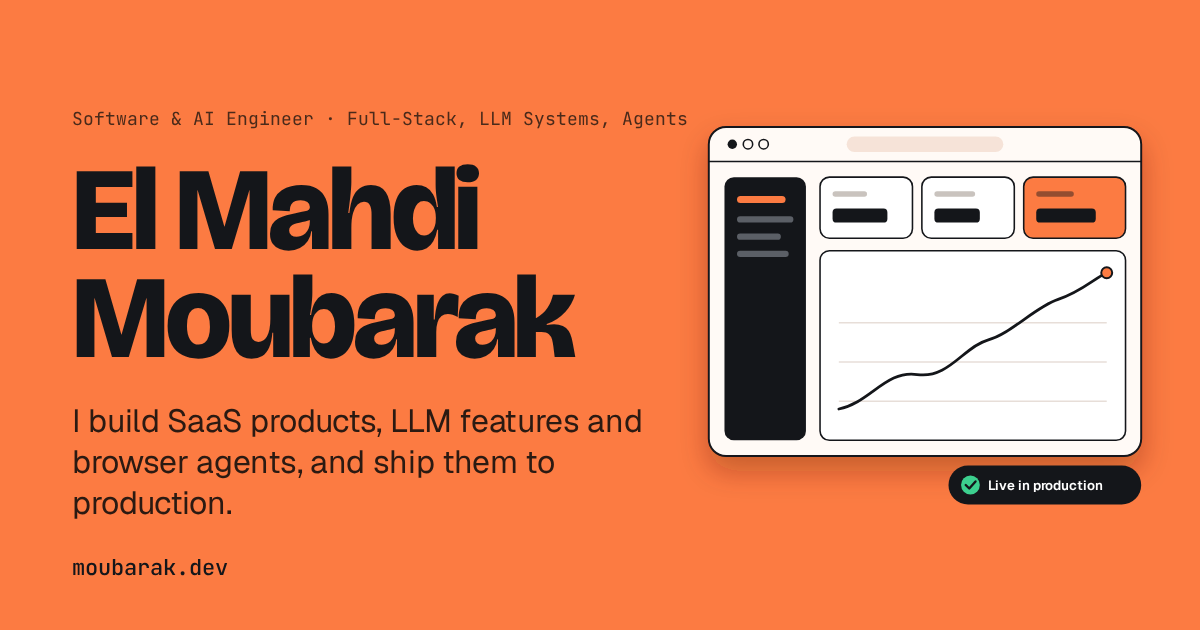 Software & AI Engineer · Full-Stack, LLM Systems, Agents
El Mahdi
Moubarak
I build SaaS products, LLM features and
browser agents, and ship them to
production.
moubarak.dev
Live in production